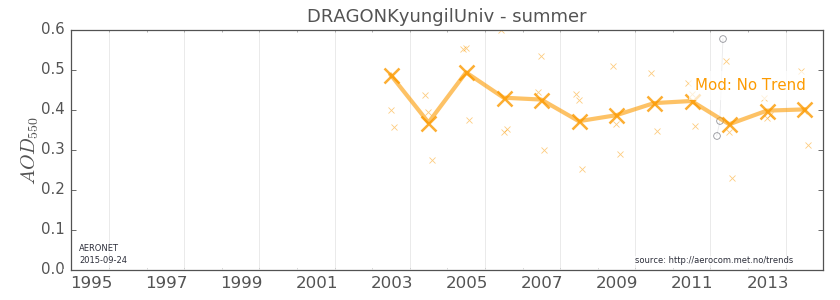 DRAGONKyungilUniv - summer
0.6
0.5
0.4
0.3
0.2
0.1
0.0
AOD550
Mod: No Trend
AERONET
2015-09-24
source: http://aerocom.met.no/trends
1995 1997 1999 2001 2003 2005 2007 2009 2011 2013